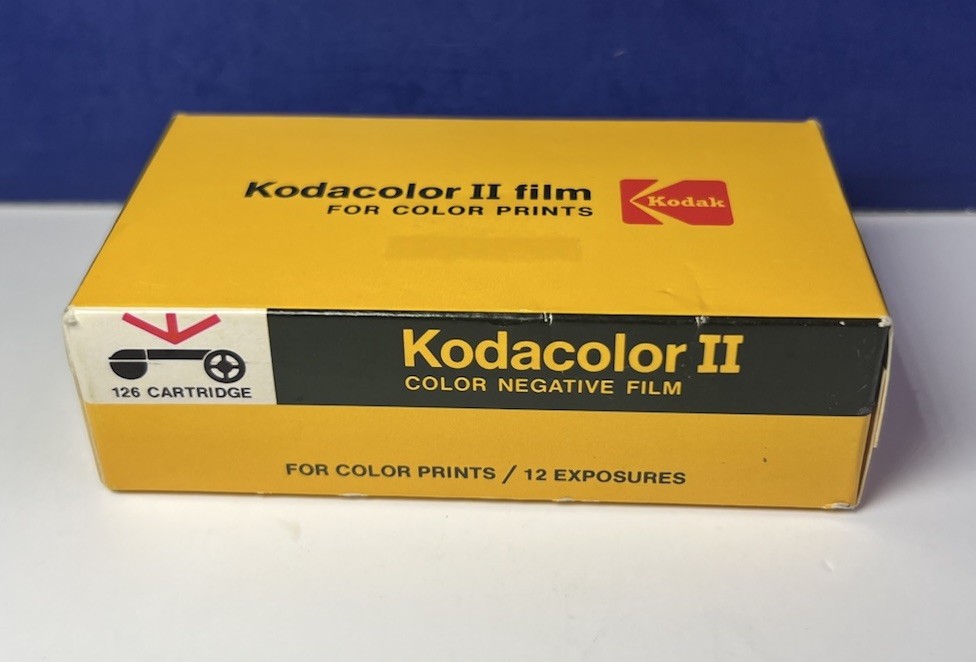 Kodacolor II film
FOR COLOR PRINTS
Kodak
Kodacolor II
COLOR NEGATIVE FILM
126 CARTRIDGE
FOR COLOR PRINTS / 12 EXPOSURES